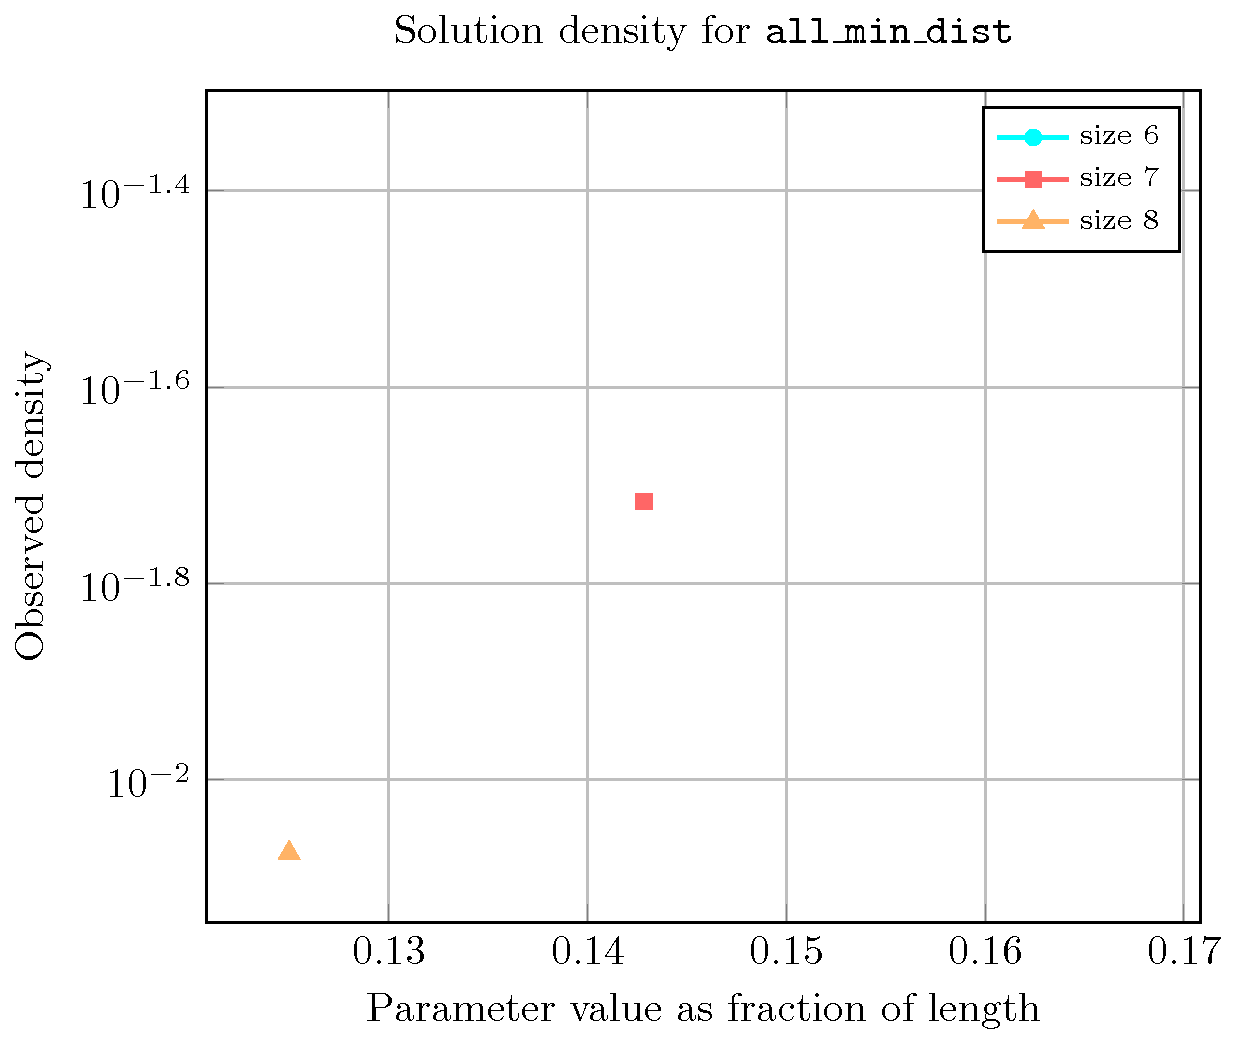 Solution density for all_min_dist
size 6
size 7
size 8
10^{-1.4}
10^{-1.6}
10^{-1.8}
10^{-2}
Observed density
0.13 0.14 0.15 0.16 0.17
Parameter value as fraction of length